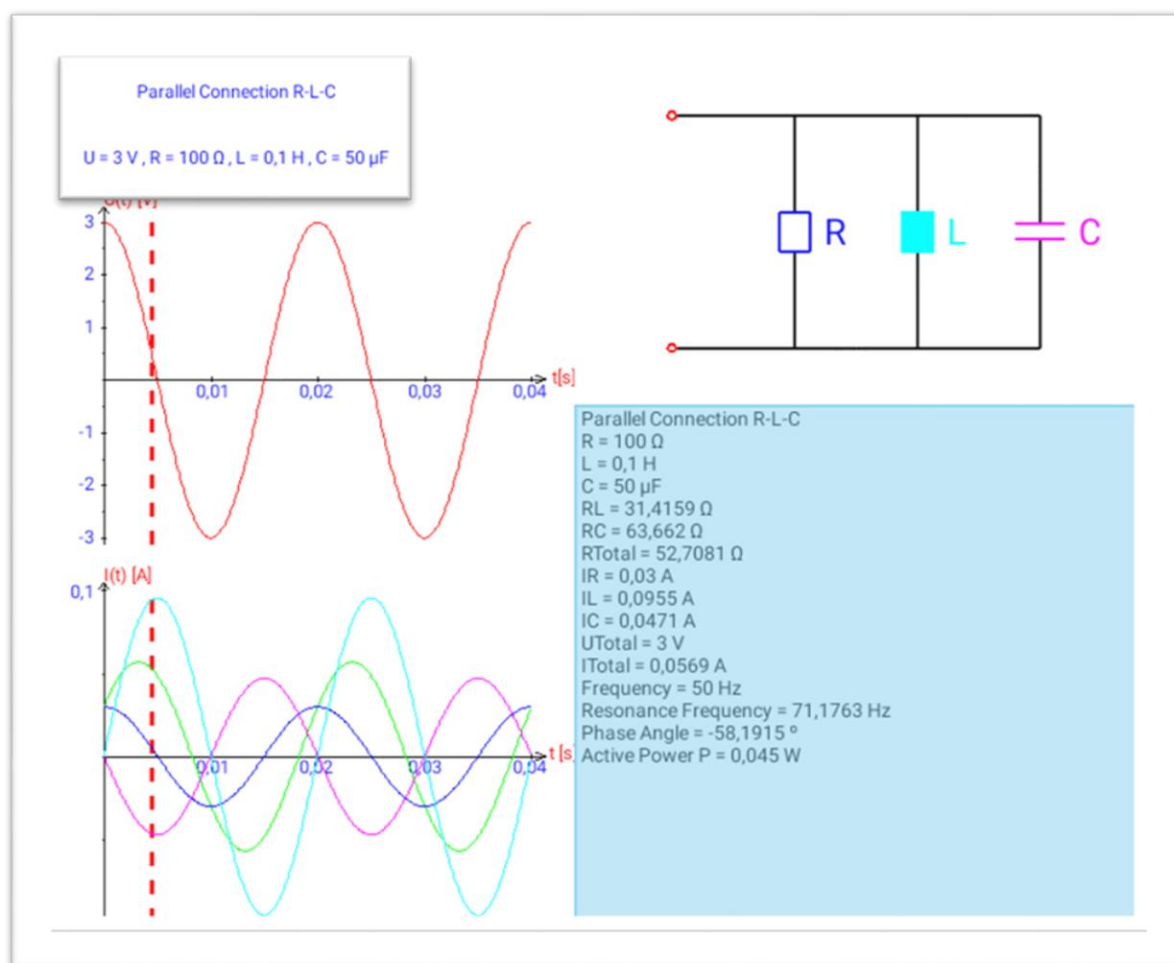 Parallel Connection R-L-C
U = 3 V , R = 100 Ω , L = 0,1 H , C = 50 µF
U(t) [V]
3
2
1
-1
-2
-3
0,01
0,02
0,03
0,04
t[s]
I(t) [A]
0,1
0,01
0,02
0,03
0,04
t [s]
R
L
C
Parallel Connection R-L-C
R = 100 Ω
L = 0,1 H
C = 50 µF
RL = 31,4159 Ω
RC = 63,662 Ω
RTotal = 52,7081 Ω
IR = 0,03 A
IL = 0,0955 A
IC = 0,0471 A
UTotal = 3 V
ITotal = 0,0569 A
Frequency = 50 Hz
Resonance Frequency = 71,1763 Hz
Phase Angle = -58,1915 º
Active Power P = 0,045 W